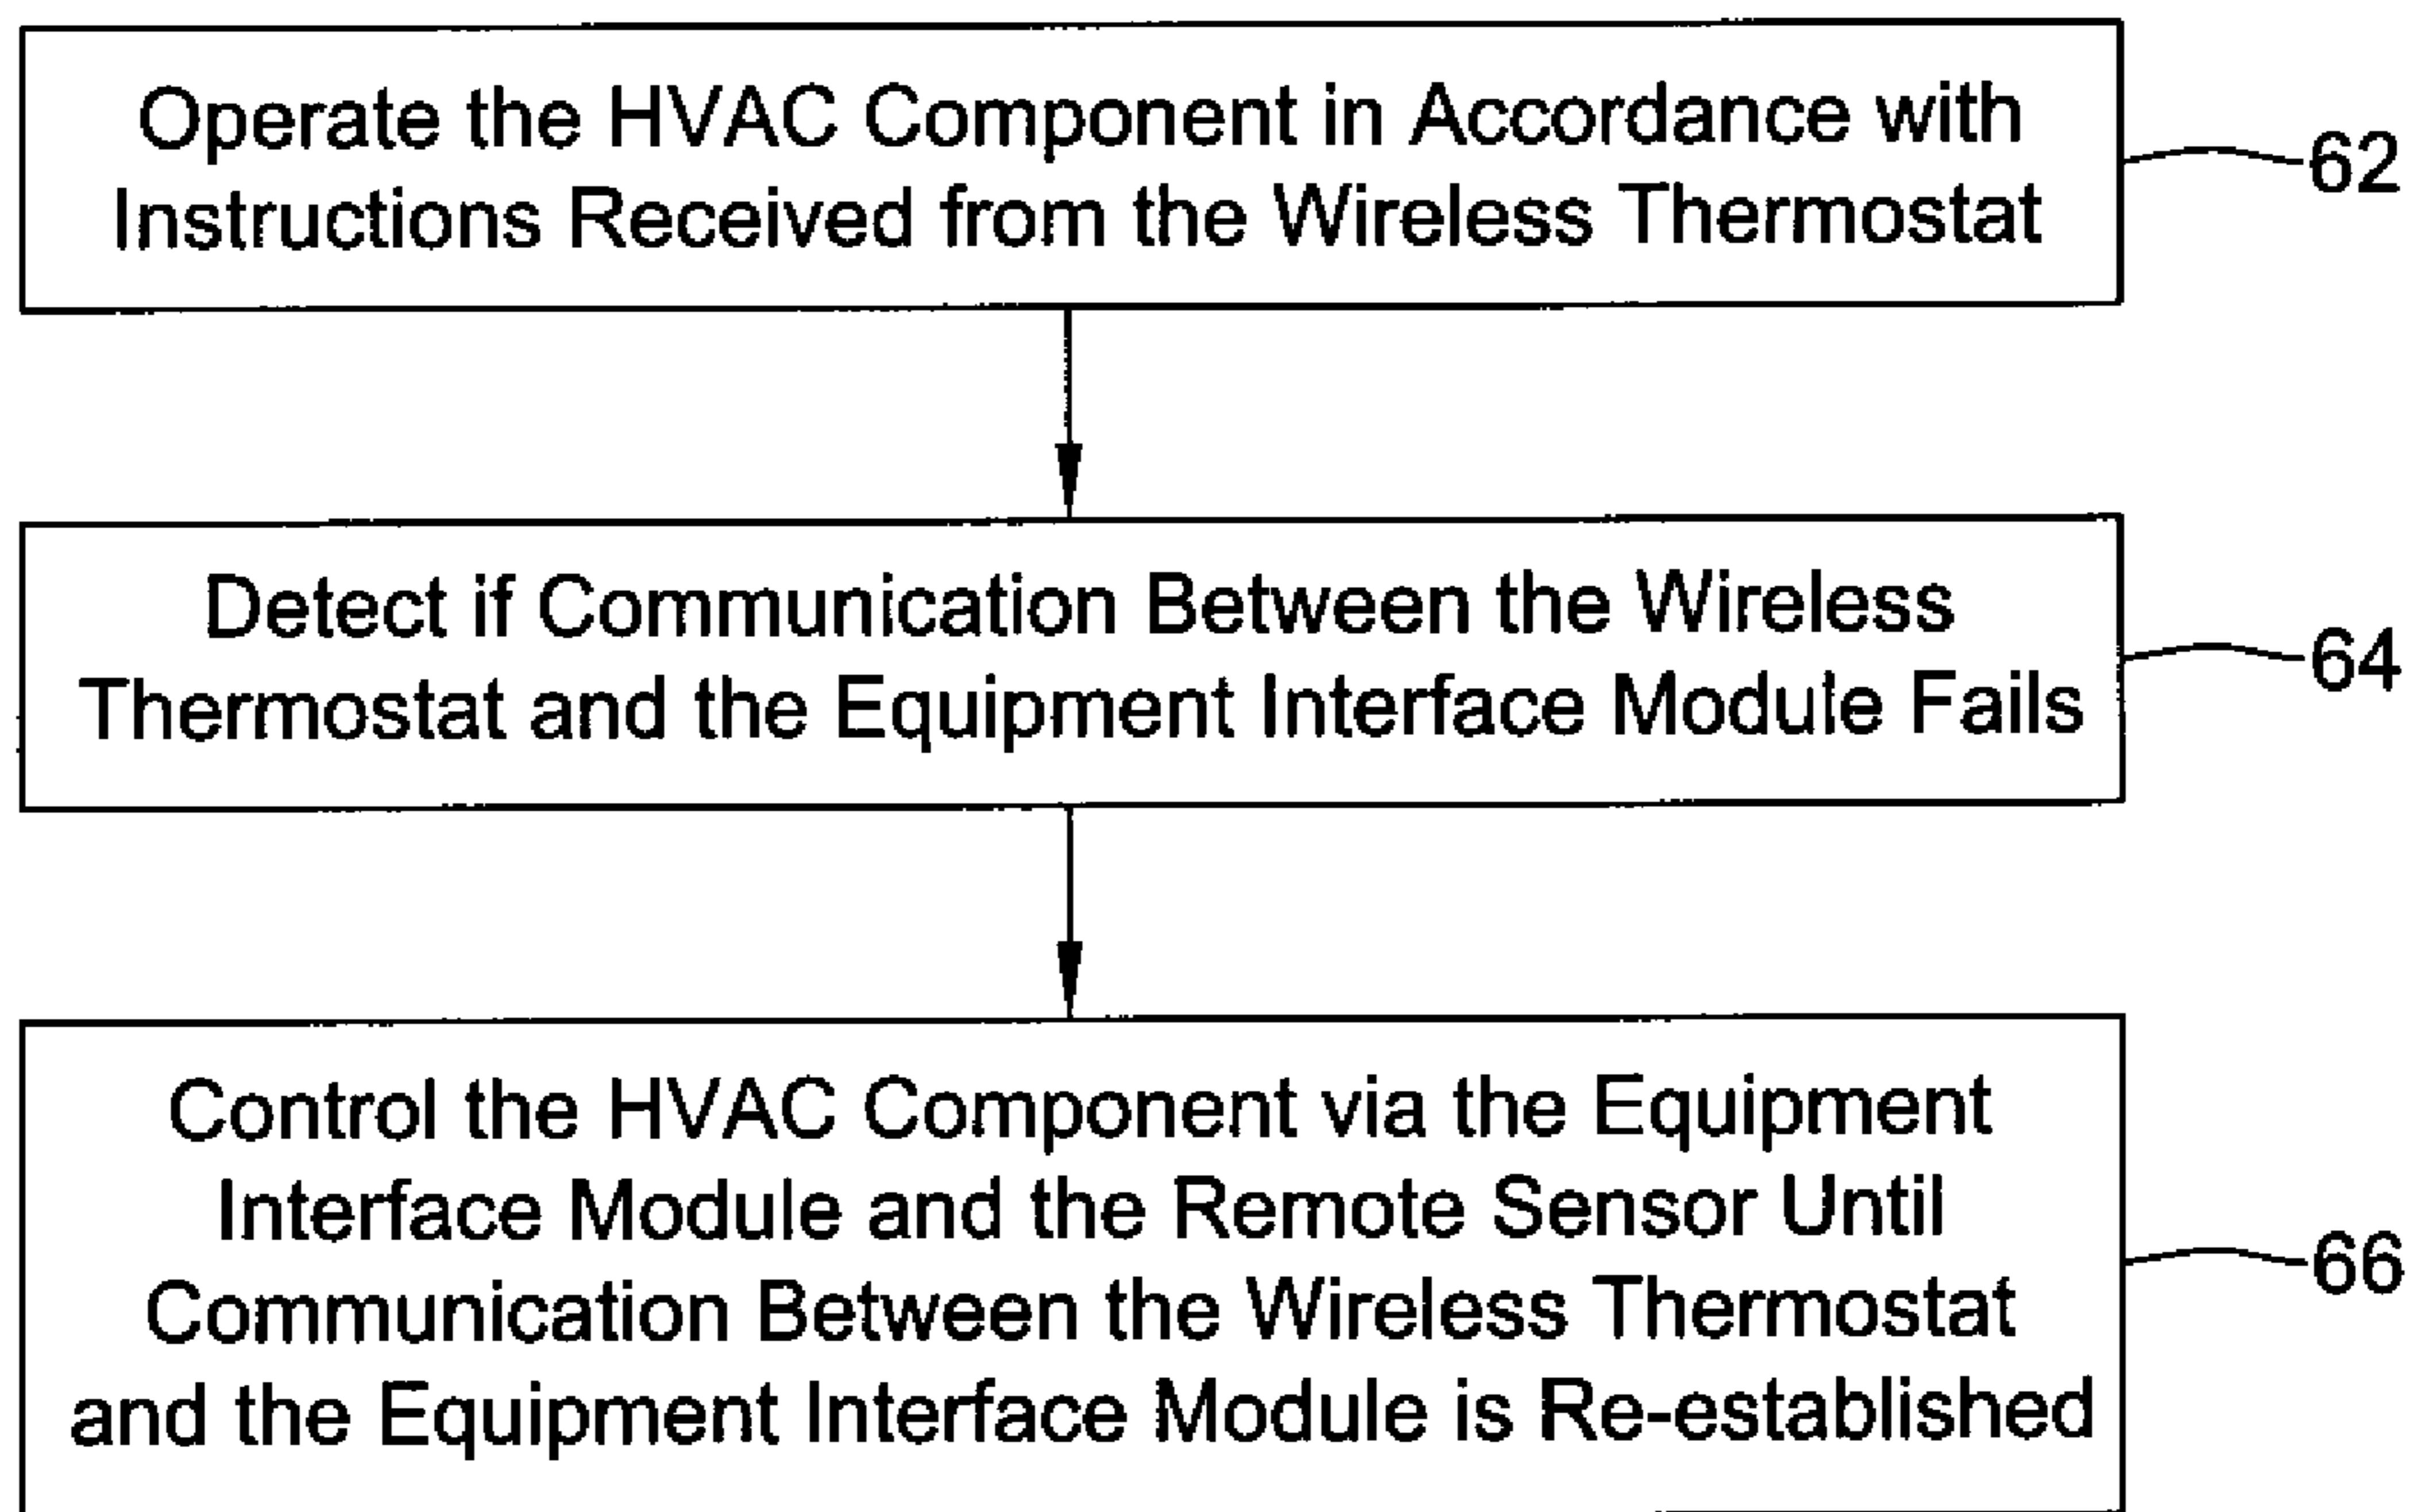 Operate the HVAC Component in Accordance with
Instructions Received from the Wireless Thermostat
62
Detect if Communication Between the Wireless
Thermostat and the Equipment Interface Module Fails
64
Control the HVAC Component via the Equipment
Interface Module and the Remote Sensor Until
Communication Between the Wireless Thermostat
and the Equipment Interface Module is Re-established
66